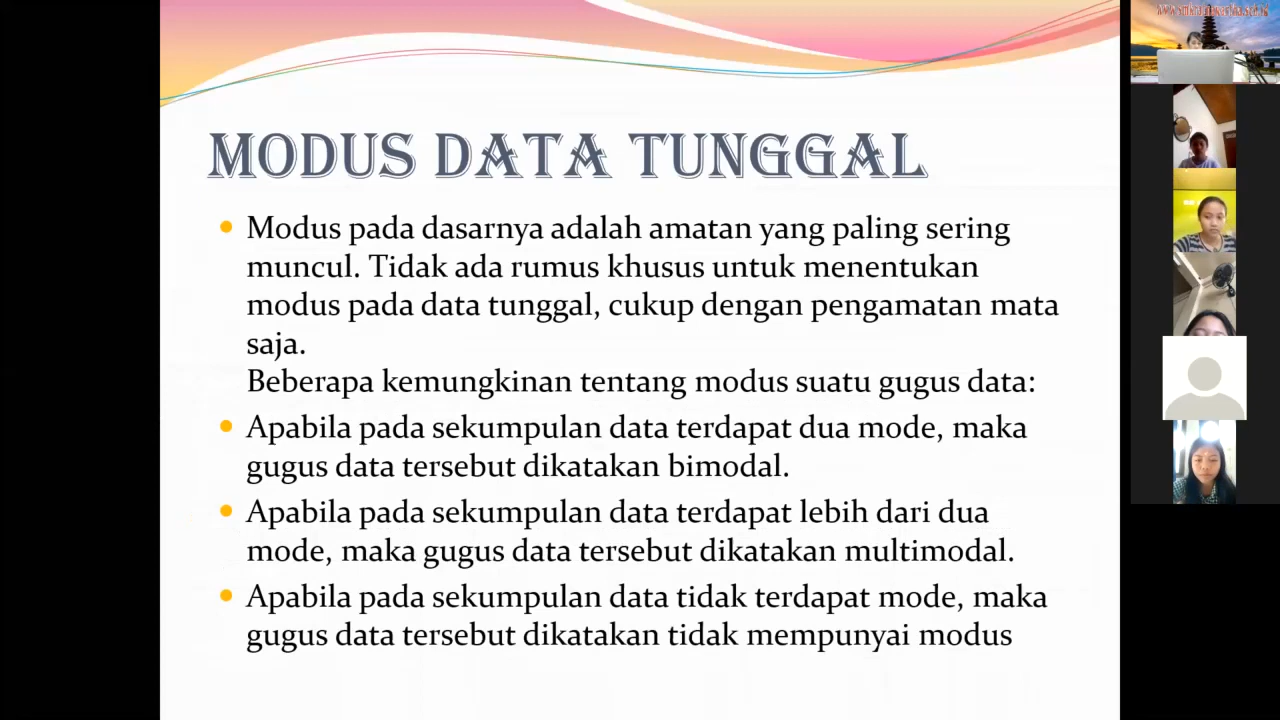 MODUS DATA TUNGGAL
Modus pada dasarnya adalah amatan yang paling sering
muncul. Tidak ada rumus khusus untuk menentukan
modus pada data tunggal, cukup dengan pengamatan mata
saja.
Beberapa kemungkinan tentang modus suatu gugus data:
Apabila pada sekumpulan data terdapat dua mode, maka
gugus data tersebut dikatakan bimodal.
Apabila pada sekumpulan data terdapat lebih dari dua
mode, maka gugus data tersebut dikatakan multimodal.
Apabila pada sekumpulan data tidak terdapat mode, maka
gugus data tersebut dikatakan tidak mempunyai modus